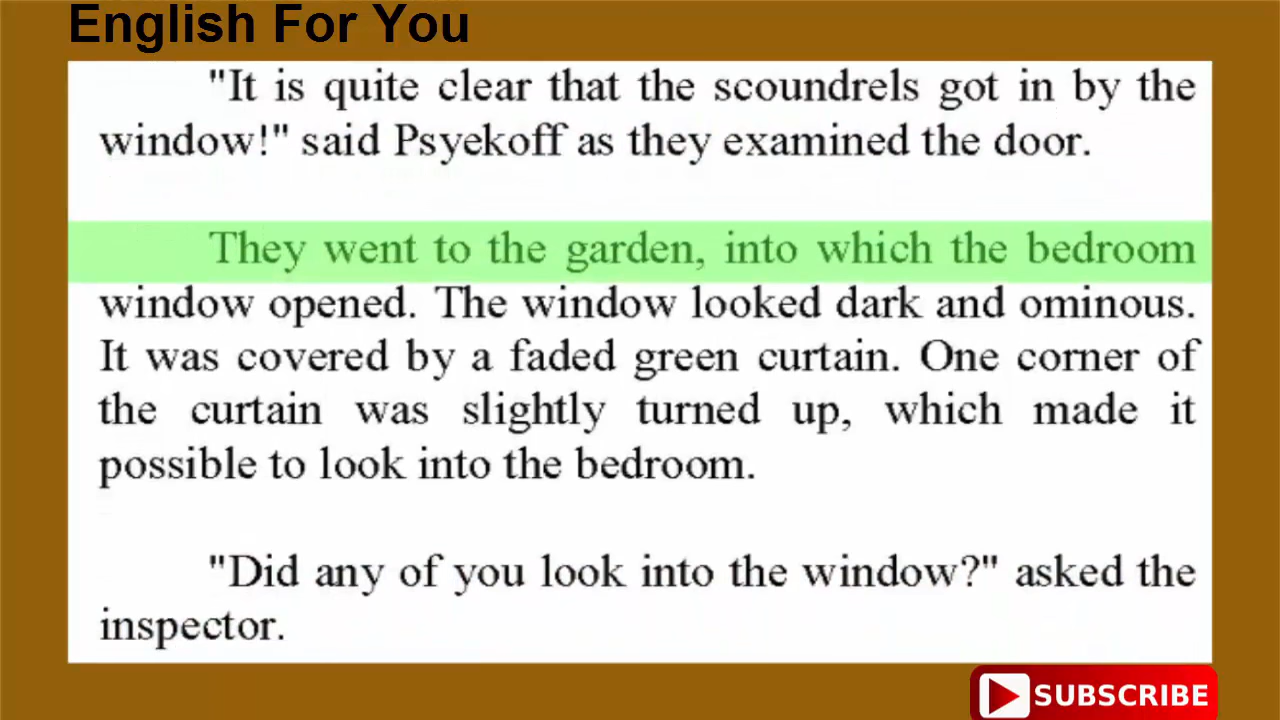 English For You
"It is quite clear that the scoundrels got in by the
window!" said Psyekoff as they examined the door.
They went to the garden, into which the bedroom
window opened. The window looked dark and ominous.
It was covered by a faded green curtain. One corner of
the curtain was slightly turned up, which made it
possible to look into the bedroom.
"Did any of you look into the window?" asked the
inspector.
SUBSCRIBE